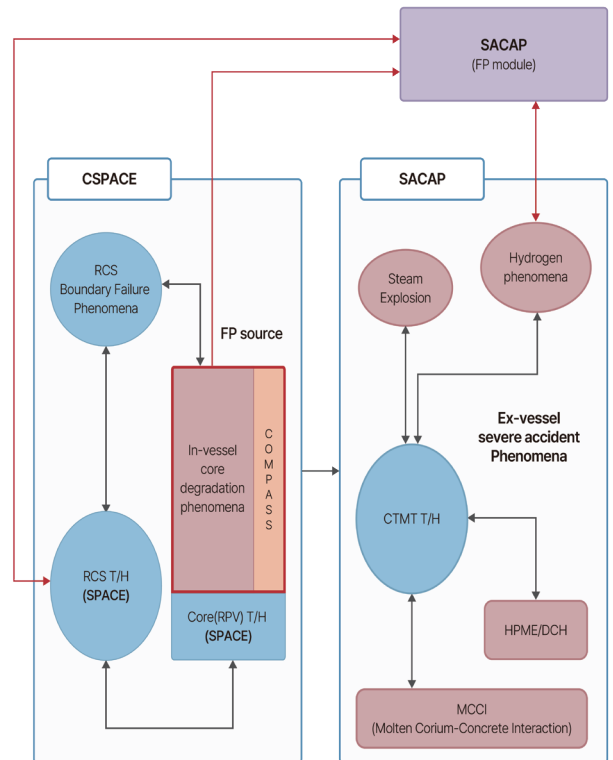 SACAP
(FP module)
CSPACE
SACAP
RCS
Boundary Failure
Phenomena
FP source
In-vessel
core
degradation
phenomena
COMPASS
RCS T/H
(SPACE)
Core(RPV) T/H
(SPACE)
Steam
Explosion
Hydrogen
phenomena
Ex-vessel
severe accident
Phenomena
CTMT T/H
HPME/DCH
MCCI
(Molten Corium-Concrete Interaction)